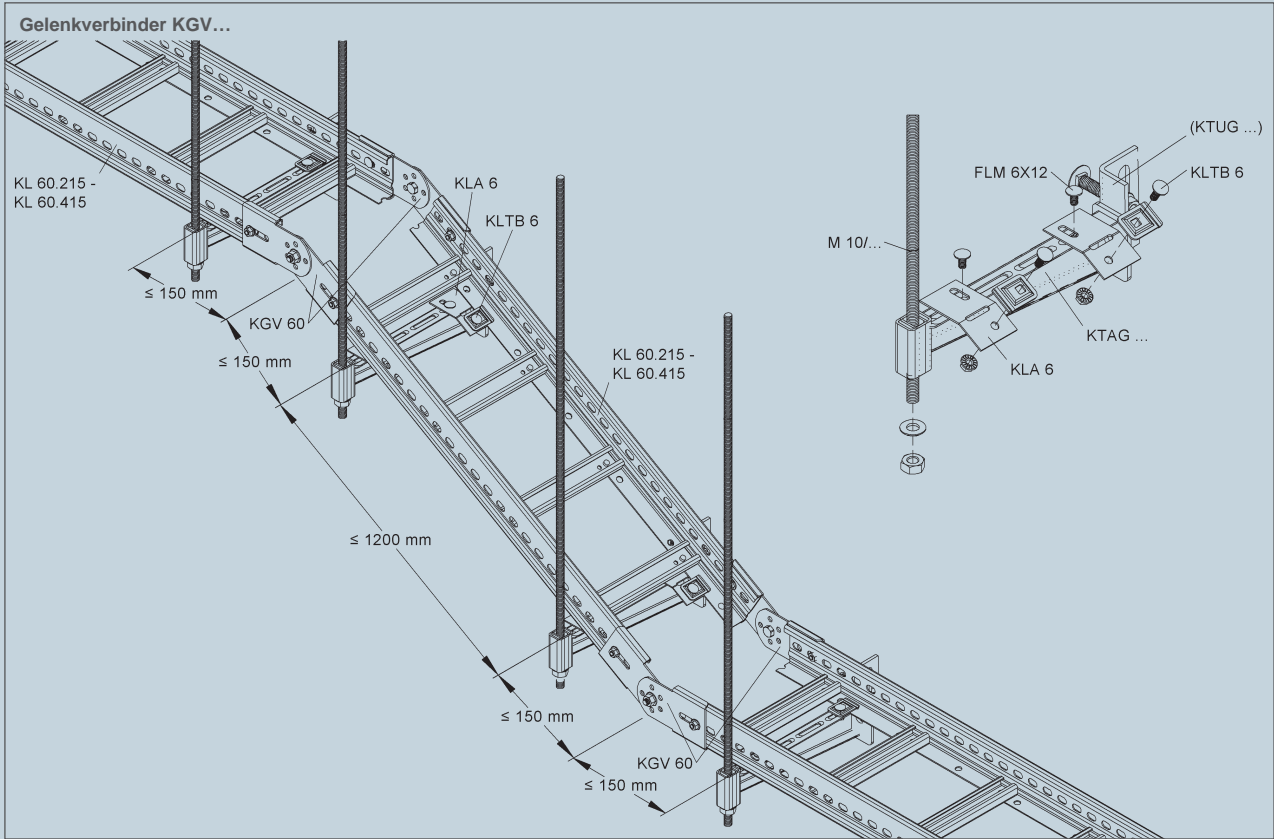 Gelenkverbinder KGV...
KL 60.215 -
KL 60.415
KLA 6
KLTB 6
≤ 150 mm
KGV 60
≤ 150 mm
KL 60.215 -
KL 60.415
≤ 1200 mm
≤ 150 mm
KGV 60
≤ 150 mm
(KTUG ...)
FLM 6X12
KLTB 6
M 10/...
KTAG ...
KLA 6